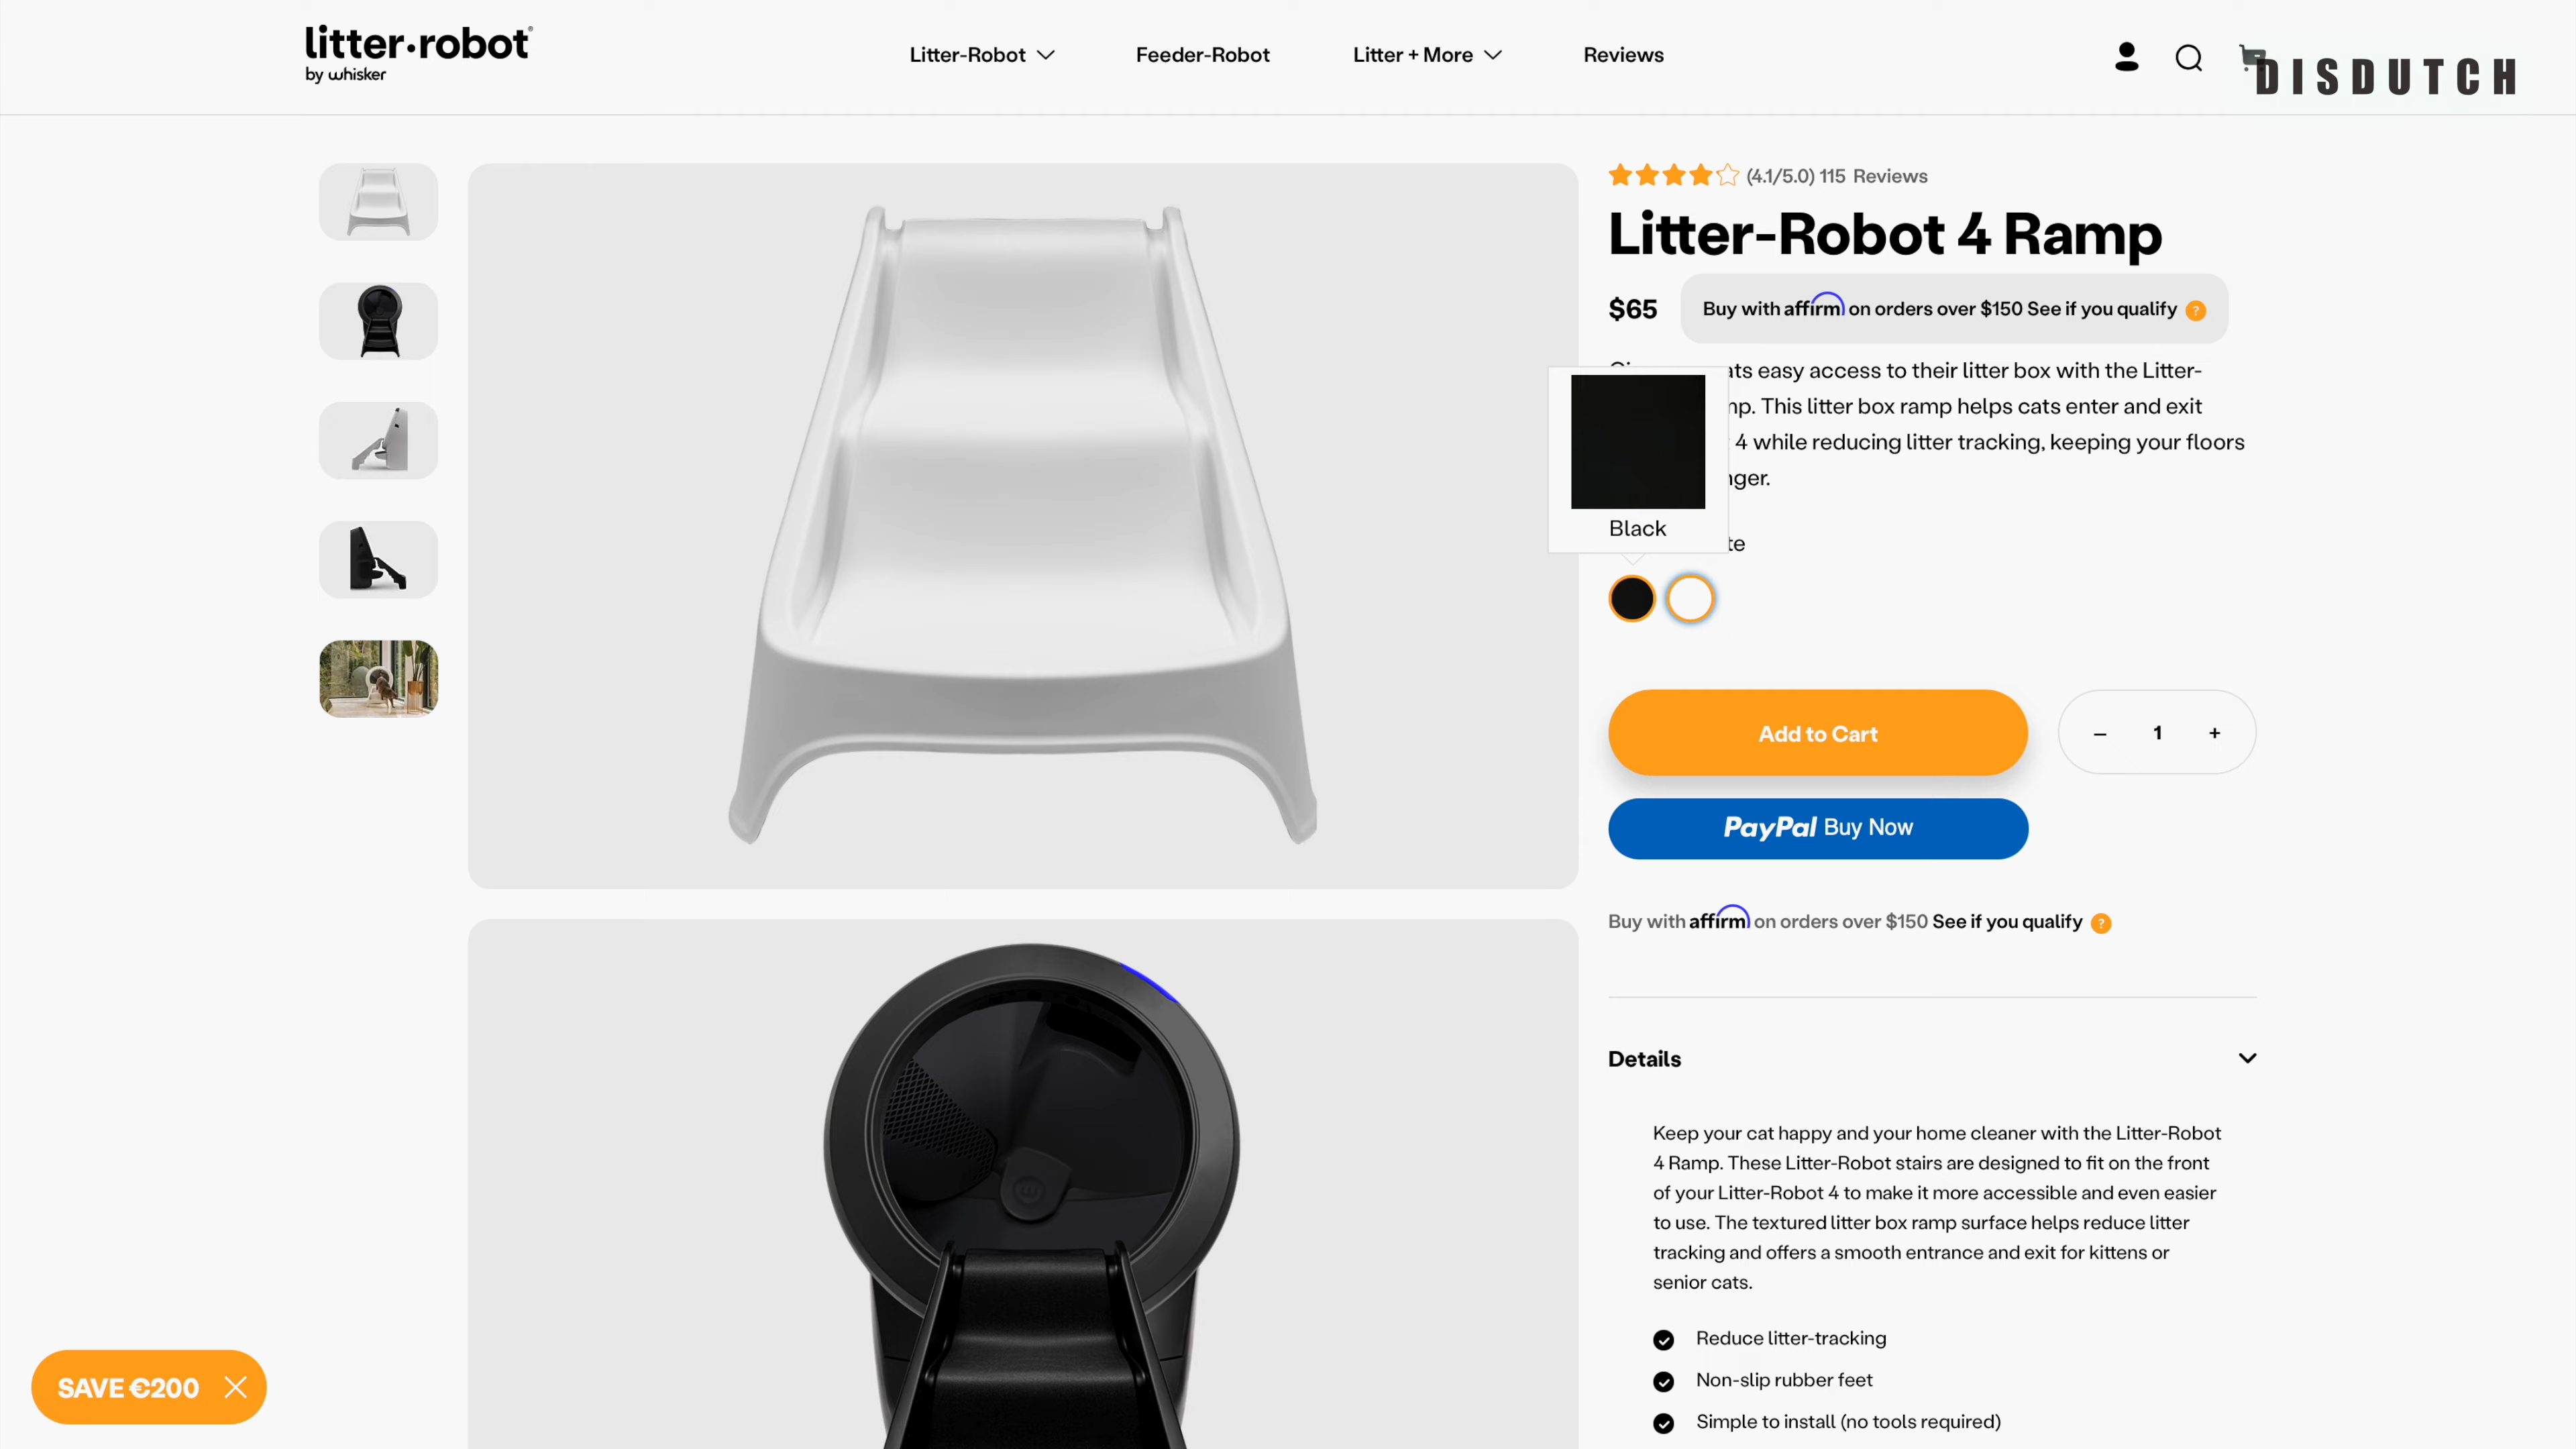 litter·robot®
by whisker
Litter-Robot
Feeder-Robot
Litter + More
Reviews
DISDUTCH
(4.1/5.0) 115 Reviews
Litter-Robot 4 Ramp
$65
Buy with affirm on orders over $150 See if you qualify ?
ats easy access to their litter box with the Litter-
mp. This litter box ramp helps cats enter and exit
4 while reducing litter tracking, keeping your floors
nger.
Black
te
Add to Cart
– 1 +
PayPal Buy Now
Buy with affirm on orders over $150 See if you qualify ?
Details
Keep your cat happy and your home cleaner with the Litter-Robot
4 Ramp. These Litter-Robot stairs are designed to fit on the front
of your Litter-Robot 4 to make it more accessible and even easier
to use. The textured litter box ramp surface helps reduce litter
tracking and offers a smooth entrance and exit for kittens or
senior cats.
Reduce litter-tracking
Non-slip rubber feet
Simple to install (no tools required)
SAVE €200